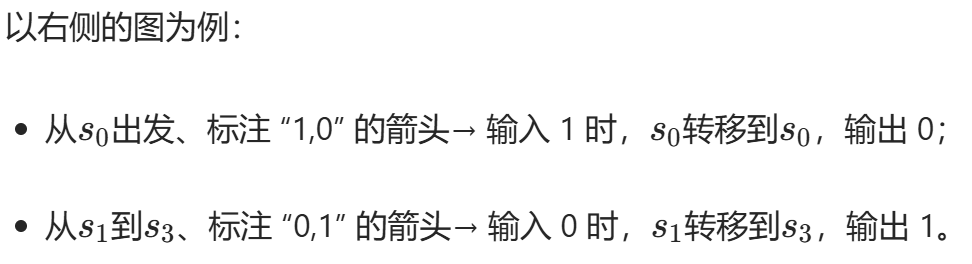 以右侧的图为例：
• 从s₀出发、标注 “1,0” 的箭头→ 输入 1 时，s₀转移到s₀，输出 0；
• 从s₁到s₃、标注 “0,1” 的箭头→ 输入 0 时，s₁转移到s₃，输出 1。